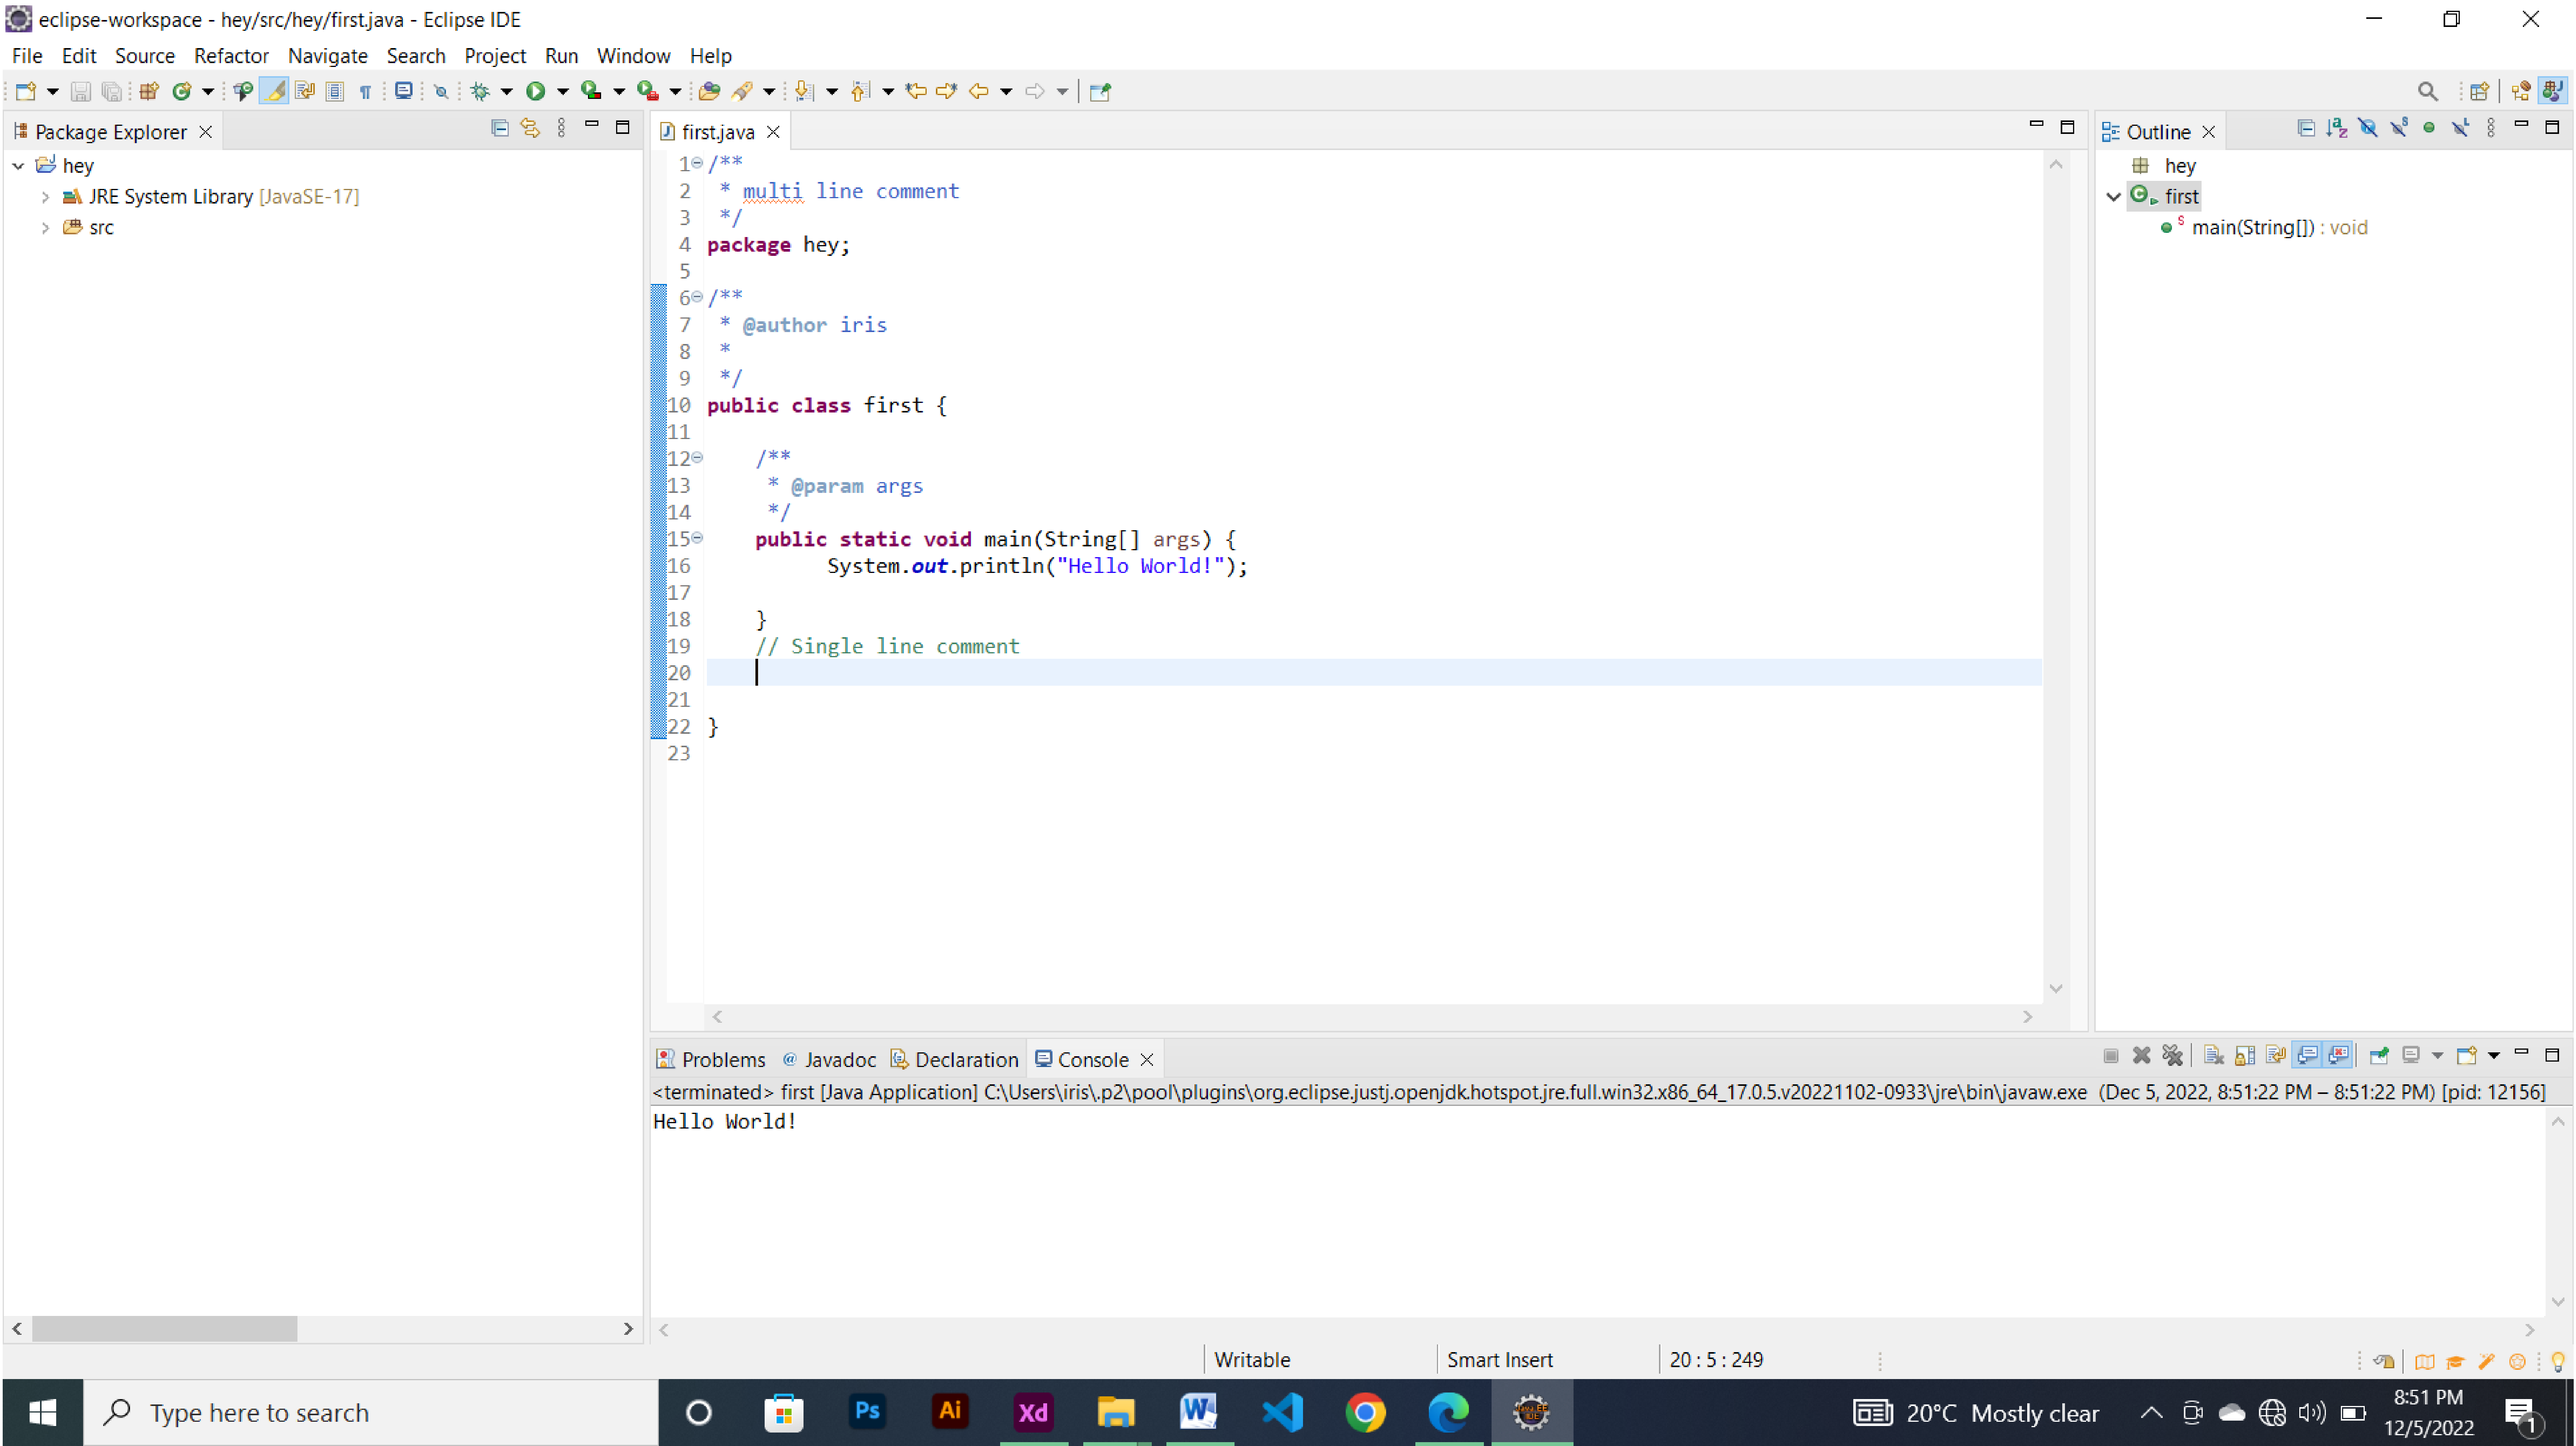 eclipse-workspace - hey/src/hey/first.java - Eclipse IDE
File Edit Source Refactor Navigate Search Project Run Window Help
Package Explorer
hey
JRE System Library [JavaSE-17]
src
first.java
1 /**
2 * multi line comment
3 */
4 package hey;
5
6 /**
7 * @author iris
8 *
9 */
10 public class first {
11
12 /**
13 * @param args
14 */
15 public static void main(String[] args) {
16 System.out.println("Hello World!");
17
18 }
19 // Single line comment
20
21
22 }
23
Outline
hey
first
main(String[]) : void
Problems @ Javadoc Declaration Console
<terminated> first [Java Application] C:\Users\iris\.p2\pool\plugins\org.eclipse.justj.openjdk.hotspot.jre.full.win32.x86_64_17.0.5.v20221102-0933\jre\bin\javaw.exe (Dec 5, 2022, 8:51:22 PM – 8:51:22 PM) [pid: 12156]
Hello World!
Writable Smart Insert 20 : 5 : 249
Type here to search
Ps Ai Xd W
20°C Mostly clear
8:51 PM
12/5/2022
1